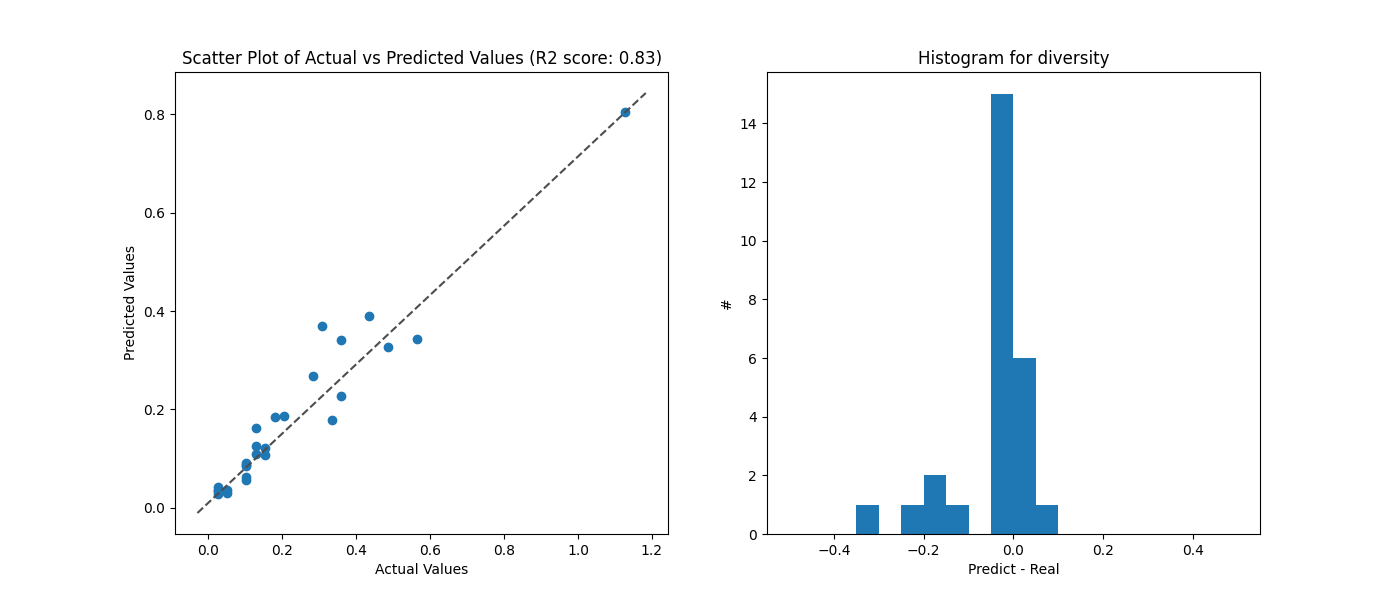 Scatter Plot of Actual vs Predicted Values (R2 score: 0.83)
Predicted Values
0.8
0.6
0.4
0.2
0.0
0.0 0.2 0.4 0.6 0.8 1.0 1.2
Actual Values
Histogram for diversity
#
14
12
10
8
6
4
2
0
−0.4 −0.2 0.0 0.2 0.4
Predict - Real